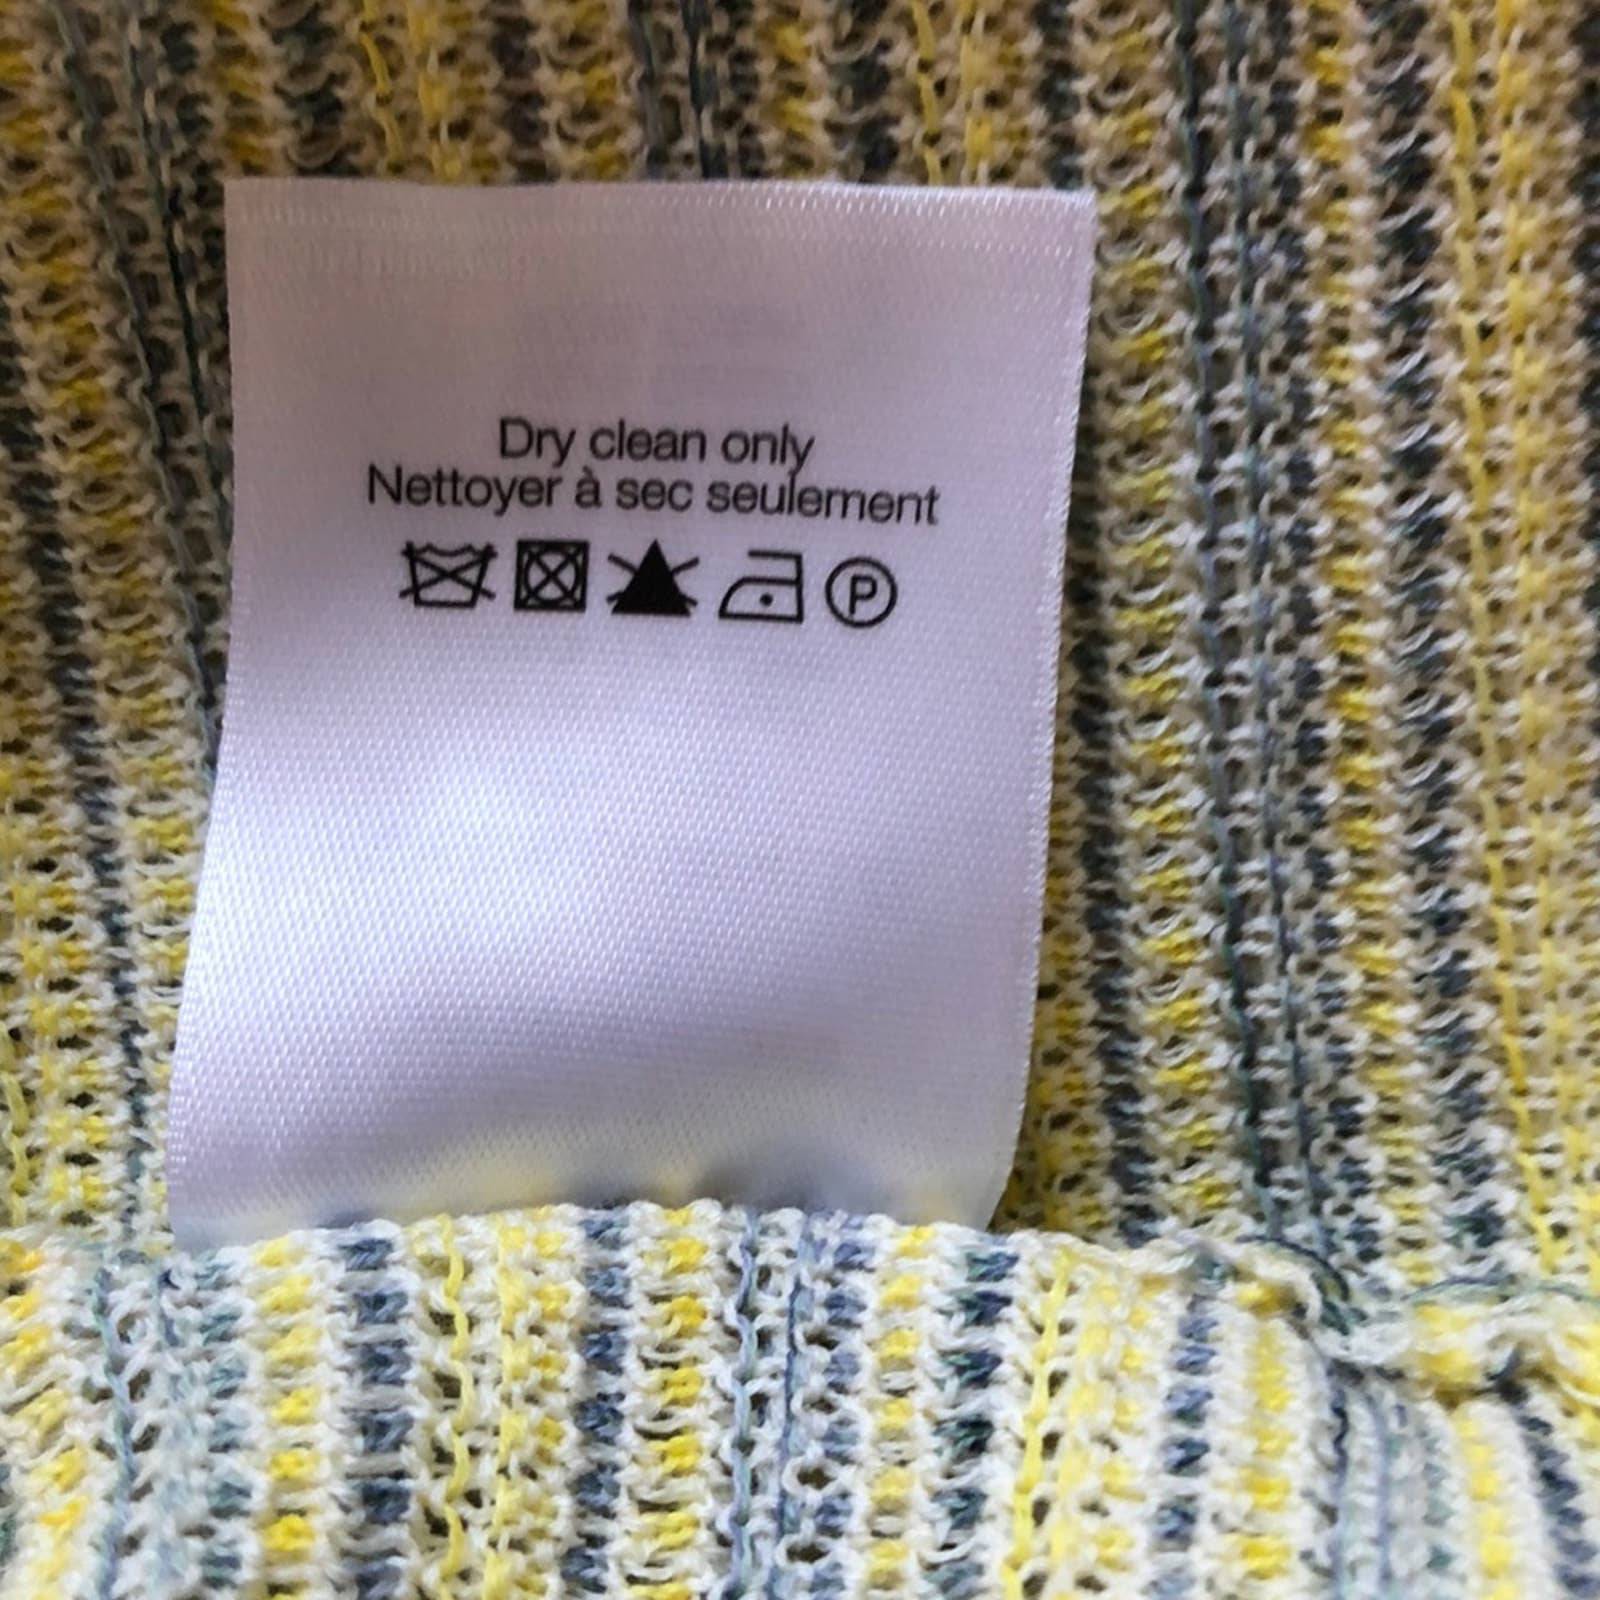 Dry clean only
Nettoyer à sec seulement
P